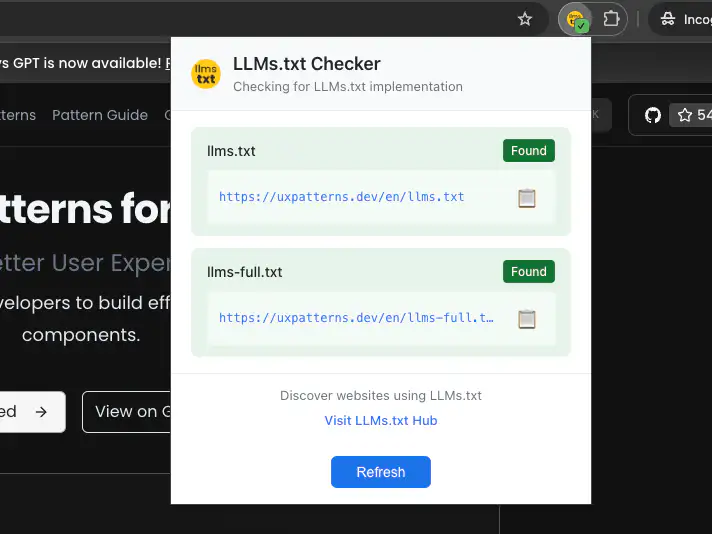 Incog
s GPT is now available!
LLMs.txt Checker
Checking for LLMs.txt implementation
llms
txt
terns Pattern Guide
K
54
llms.txt
Found
https://uxpatterns.dev/en/llms.txt
tterns for
llms-full.txt
Found
etter User Exper
velopers to build eff
https://uxpatterns.dev/en/llms-full.t…
components.
Discover websites using LLMs.txt
ed → View on G
Visit LLMs.txt Hub
Refresh